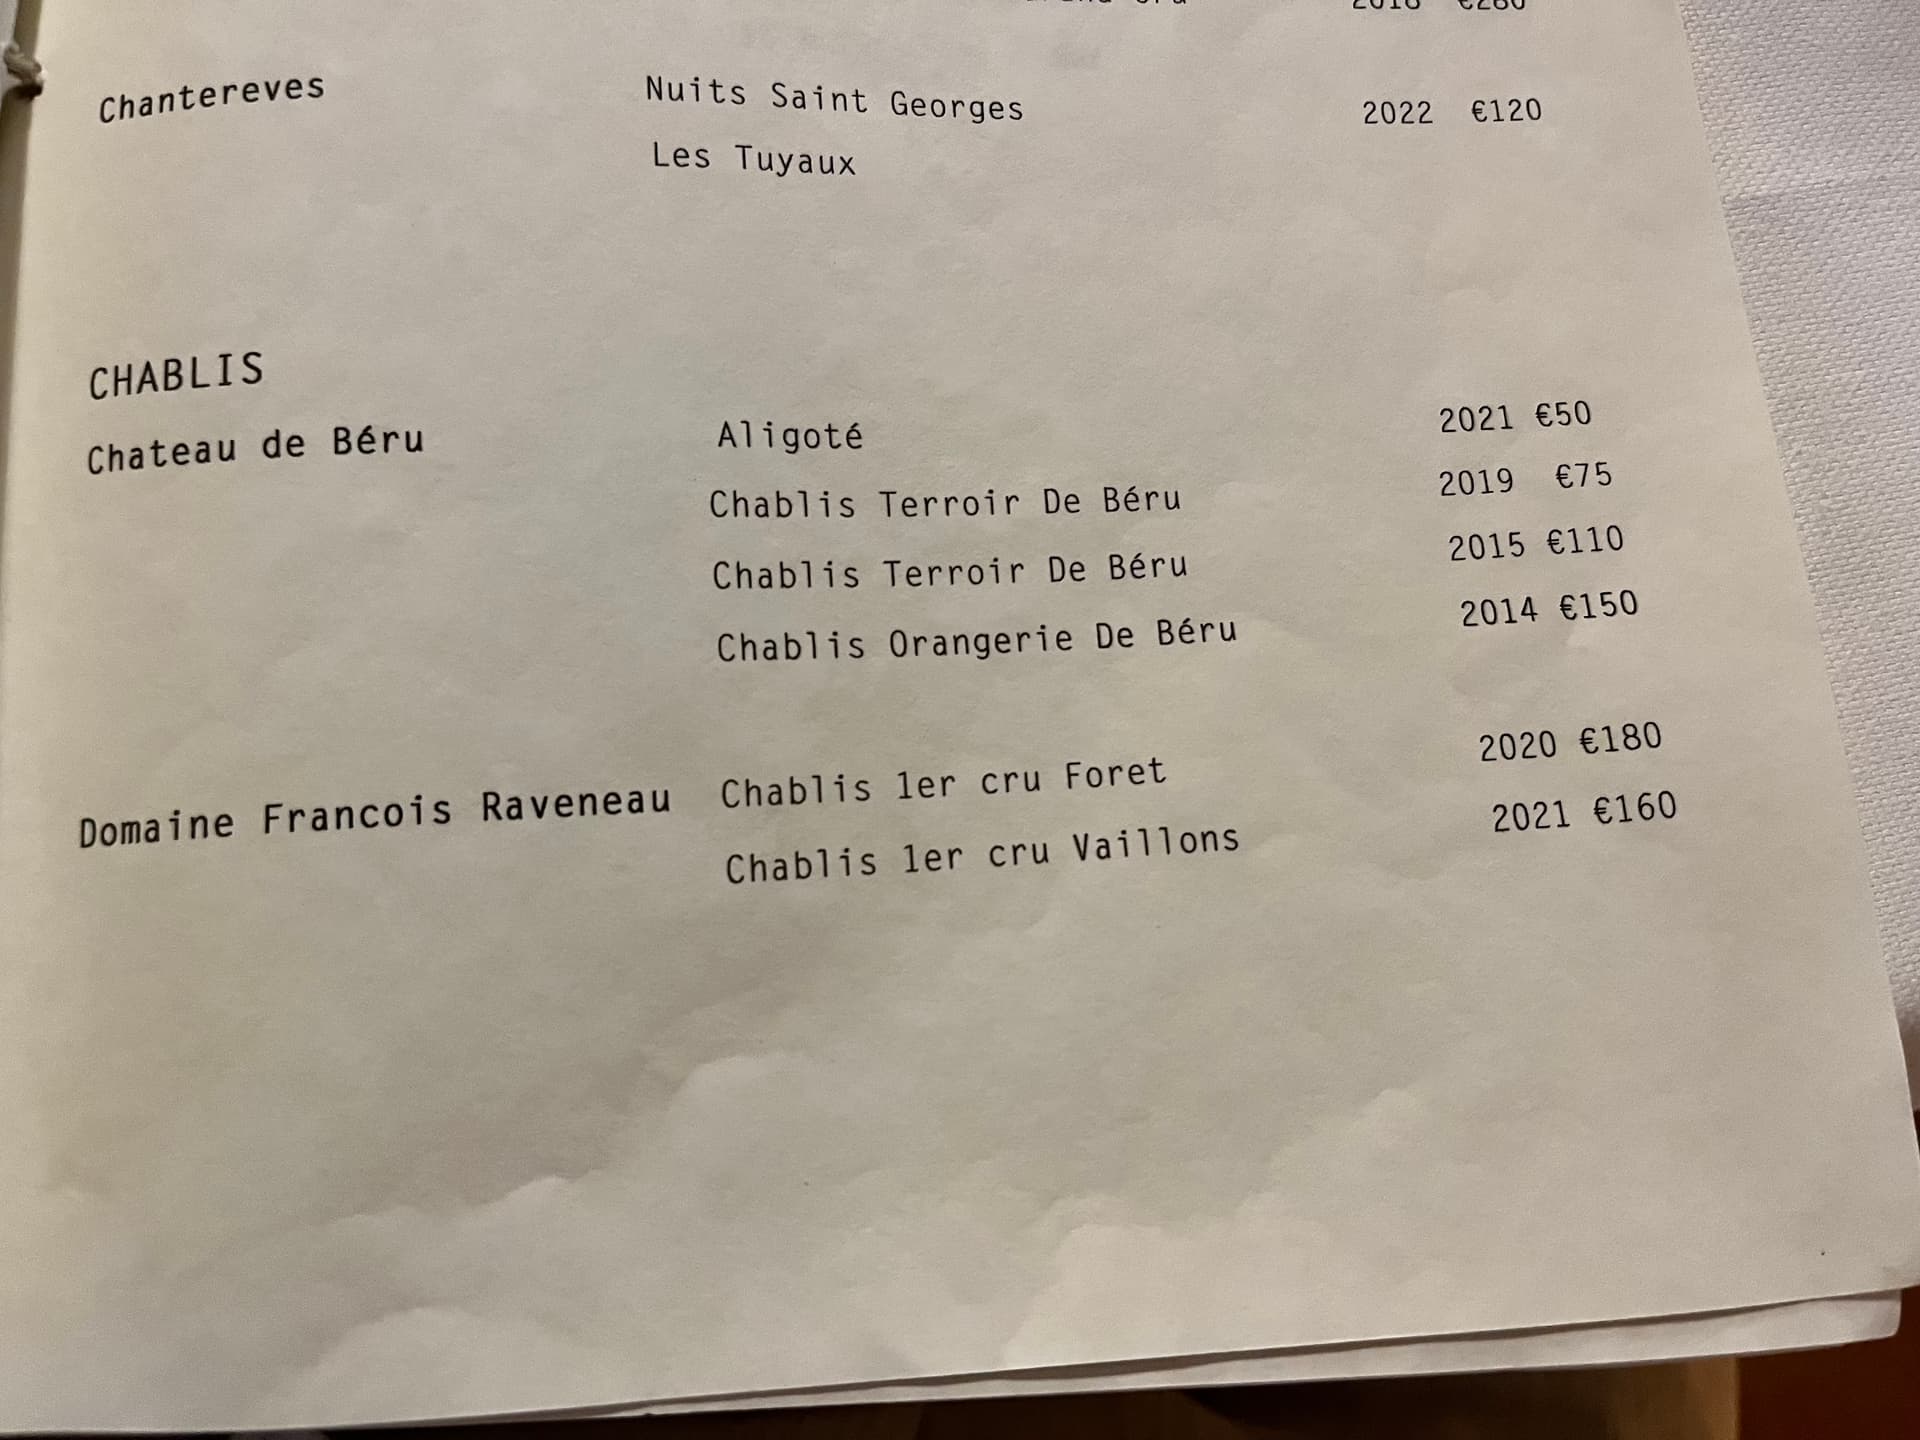 Chantereves Nuits Saint Georges 2022 €120
Les Tuyaux
CHABLIS
Chateau de Béru Aligoté 2021 €50
Chablis Terroir De Béru 2019 €75
Chablis Terroir De Béru 2015 €110
Chablis Orangerie De Béru 2014 €150
Domaine Francois Raveneau Chablis 1er cru Foret 2020 €180
Chablis 1er cru Vaillons 2021 €160